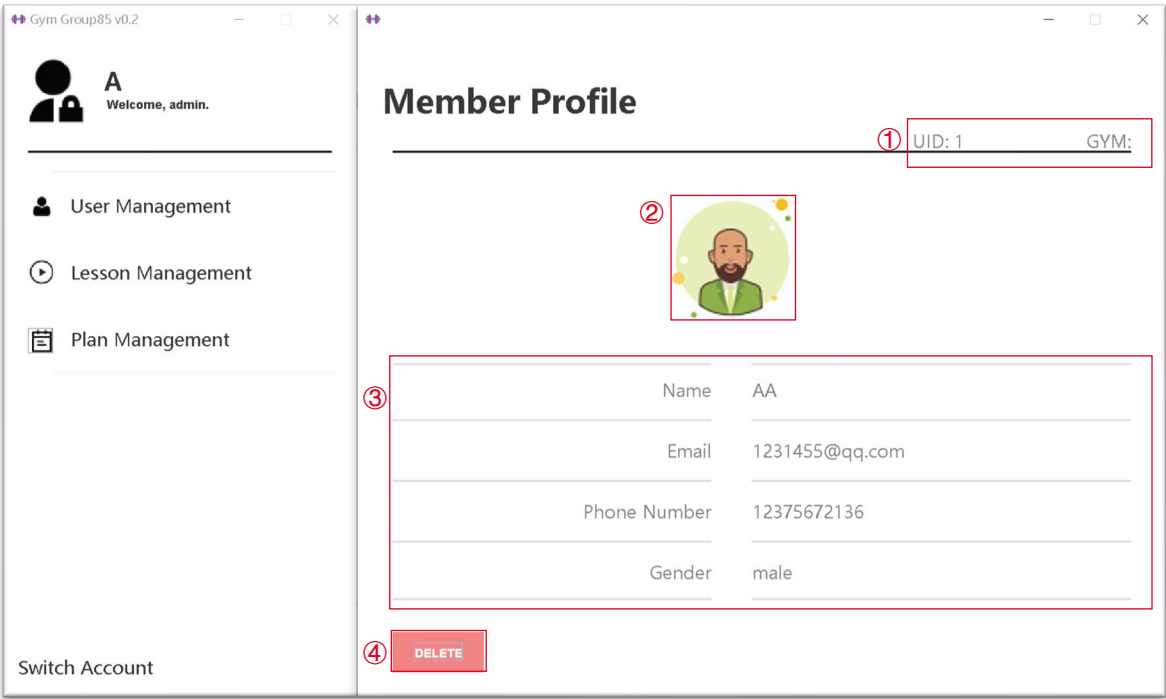 Gym Group85 v0.2
A
Welcome, admin.
User Management
Lesson Management
Plan Management
Switch Account
Member Profile
① UID: 1 GYM:
②
③
Name AA
Email 1231455@qq.com
Phone Number 12375672136
Gender male
④ DELETE